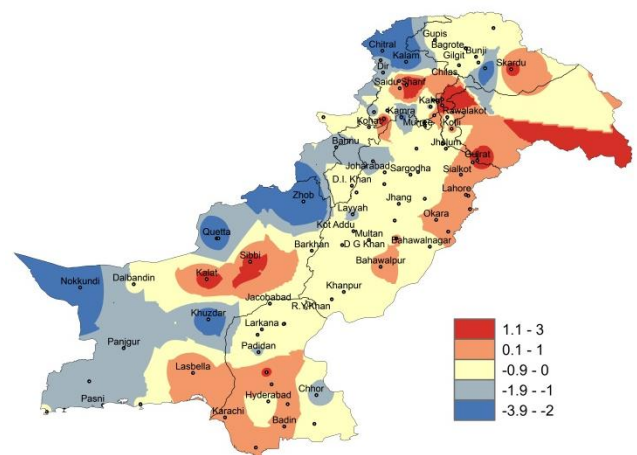 Gupis
Chitral
Bagrote
Kalam
Gilgit
Bunji
Dir
Chilas
Skardu
Saidu Sharif
Kakul
Kamra
Rawalakot
Murree
Kotli
Kohat
Jhelum
Bannu
Gujrat
Joharabad
Sargodha
Sialkot
D.I. Khan
Zhob
Jhang
Lahore
Layyah
Okara
Quetta
Kot Addu
Multan
Barkhan
D G Khan
Bahawalnagar
Sibbi
Bahawalpur
Kalat
Nokkundi
Dalbandin
Khanpur
Jacobabad
R.Y.Khan
Khuzdar
Larkana
Panjgur
Padidan
Lasbella
Chhor
Pasni
Hyderabad
Karachi
Badin
1.1 - 3
0.1 - 1
-0.9 - 0
-1.9 - -1
-3.9 - -2